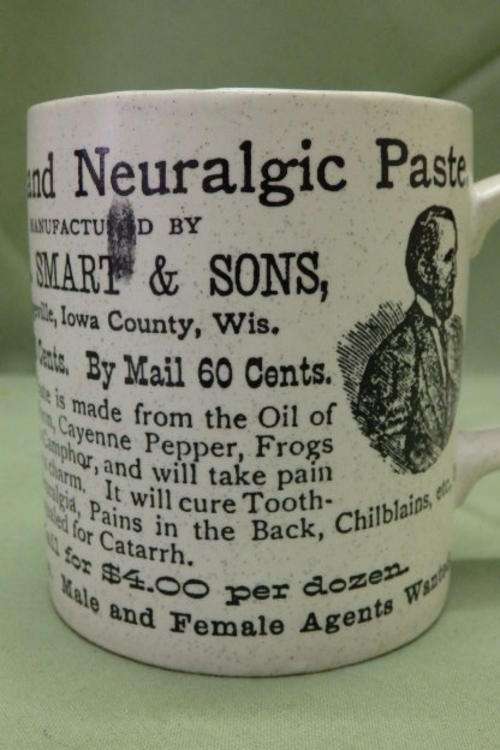 and Neuralgic Paste.
MANUFACTU D BY
SMART & SONS,
ville, Iowa County, Wis.
Cents. By Mail 60 Cents.
is made from the Oil of
Cayenne Pepper, Frogs
Camphor, and will take pain
charm. It will cure Tooth-
algia, Pains in the Back, Chilblains, etc.
for Catarrh.
for $4.00 per dozen.
Male and Female Agents Wanted